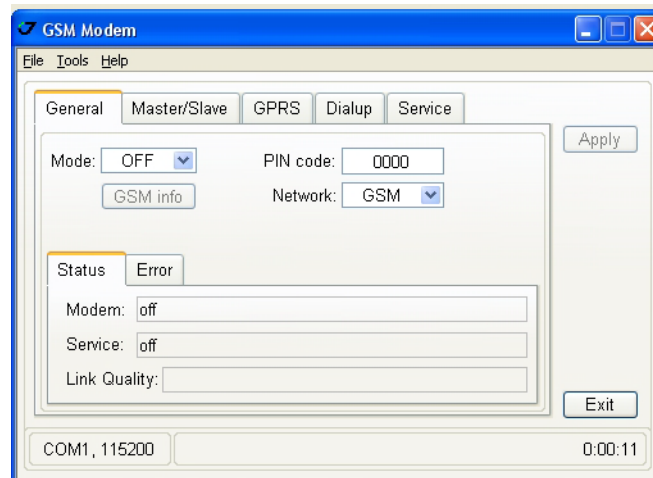 GSM Modem
File Tools Help
General Master/Slave GPRS Dialup Service
Apply
Mode: OFF PIN code: 0000
GSM info Network: GSM
Status Error
Modem: off
Service: off
Link Quality:
Exit
COM1, 115200 0:00:11